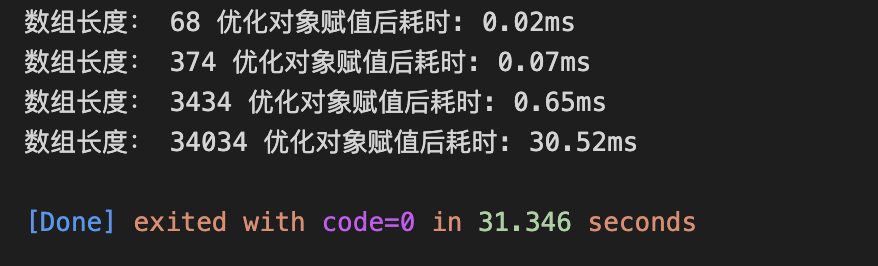 数组长度： 68 优化对象赋值后耗时: 0.02ms
数组长度： 374 优化对象赋值后耗时: 0.07ms
数组长度： 3434 优化对象赋值后耗时: 0.65ms
数组长度： 34034 优化对象赋值后耗时: 30.52ms
[Done] exited with code=0 in 31.346 seconds